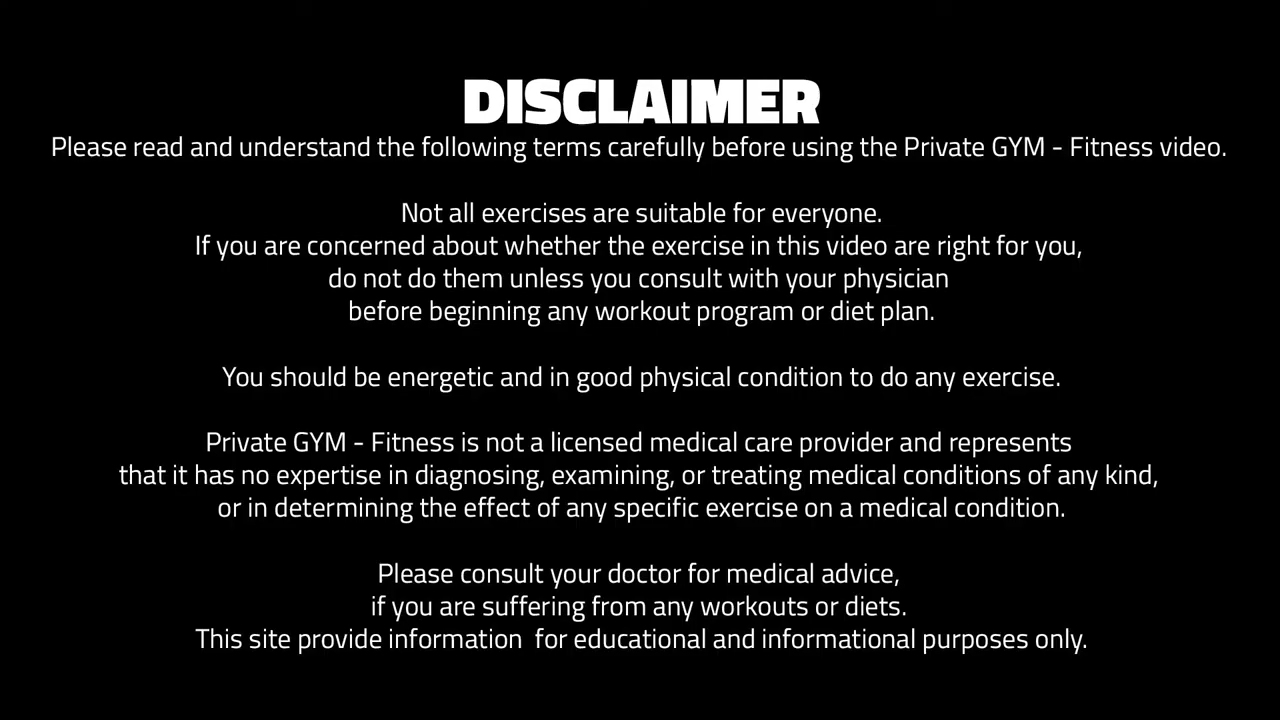 DISCLAIMER
Please read and understand the following terms carefully before using the Private GYM - Fitness video.
Not all exercises are suitable for everyone.
If you are concerned about whether the exercise in this video are right for you,
do not do them unless you consult with your physician
before beginning any workout program or diet plan.
You should be energetic and in good physical condition to do any exercise.
Private GYM - Fitness is not a licensed medical care provider and represents
that it has no expertise in diagnosing, examining, or treating medical conditions of any kind,
or in determining the effect of any specific exercise on a medical condition.
Please consult your doctor for medical advice,
if you are suffering from any workouts or diets.
This site provide information  for educational and informational purposes only.